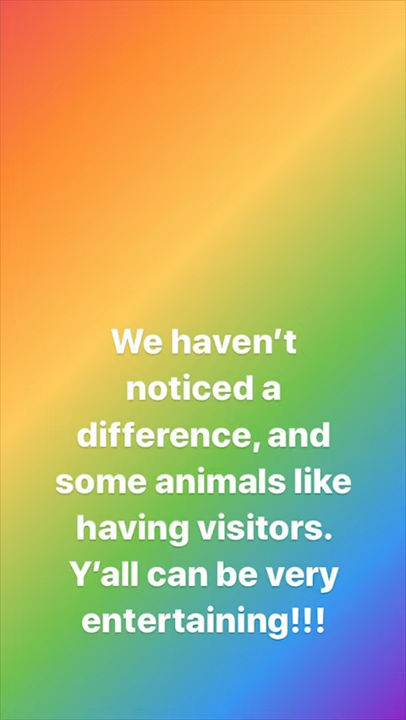 We haven’t
noticed a
difference, and
some animals like
having visitors.
Y’all can be very
entertaining!!!